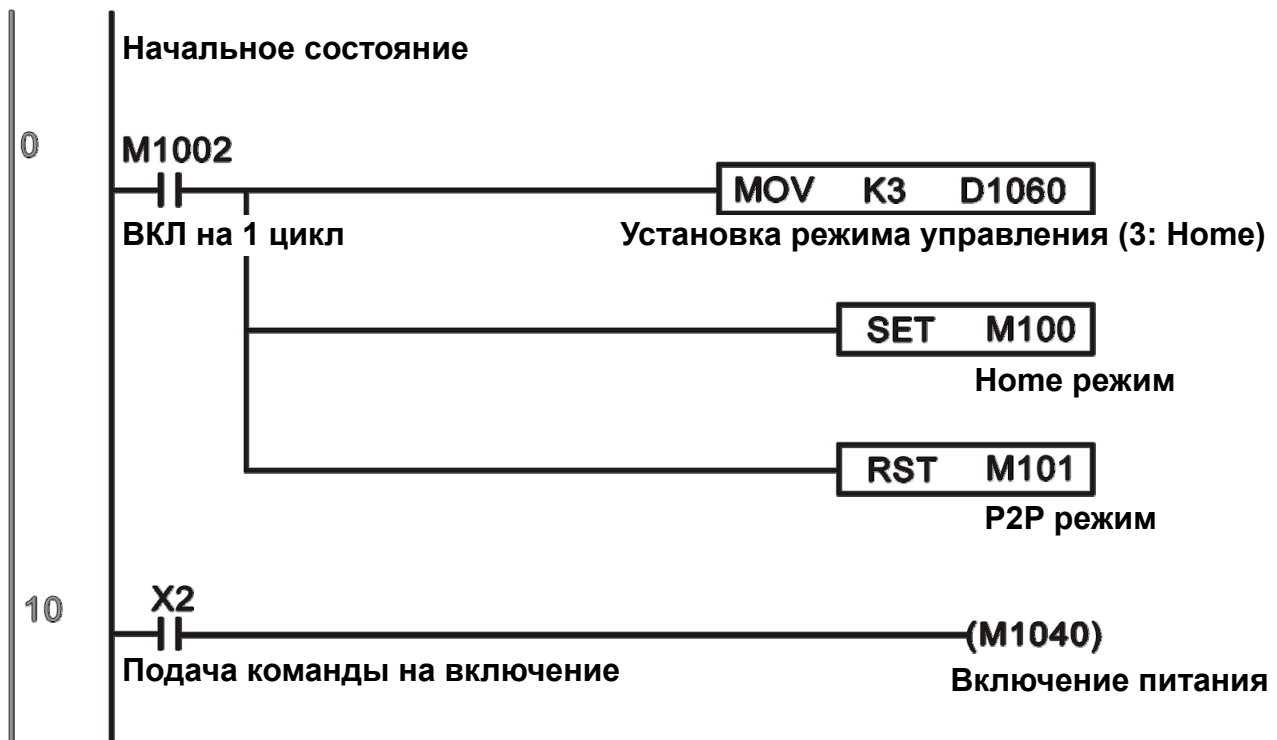 Начальное состояние
0
M1002
MOV K3 D1060
ВКЛ на 1 цикл
Установка режима управления (3: Home)
SET M100
Home режим
RST M101
P2P режим
10
X2
(M1040)
Подача команды на включение
Включение питания